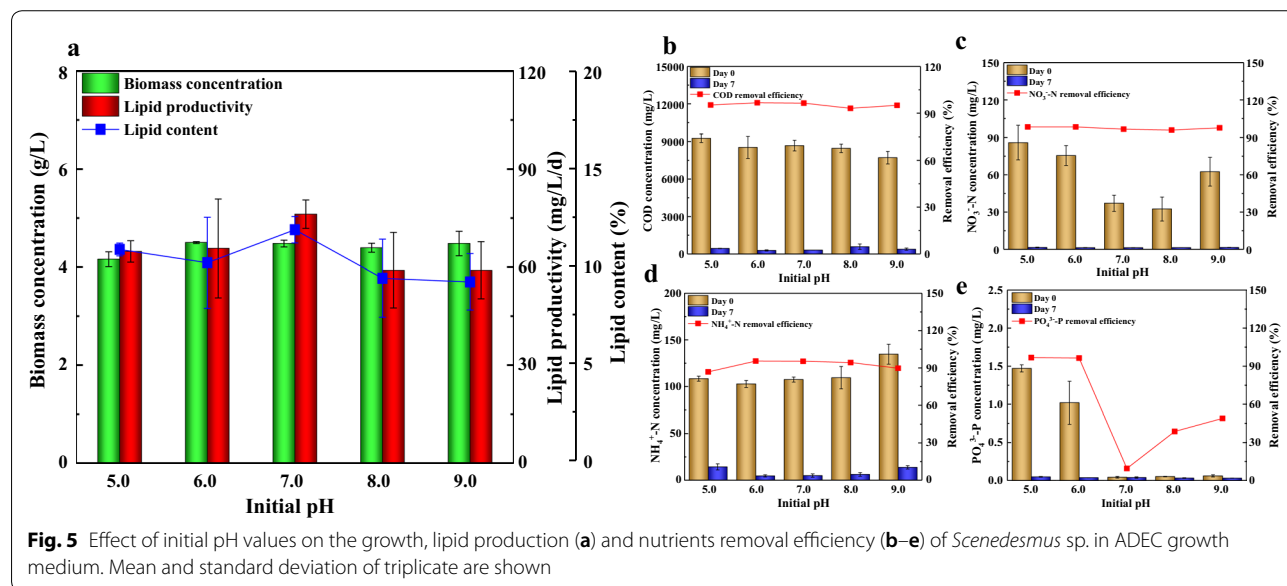 a
Biomass concentration
Lipid productivity
Lipid content
8
6
4
2
0
Biomass concentration (g/L)
120
90
60
30
0
Lipid productivity (mg/L/d)
20
15
10
5
0
Lipid content (%)
5.0 6.0 7.0 8.0 9.0
Initial pH
b
Day 0
Day 7
COD removal efficiency
15000
12000
9000
6000
3000
0
COD concentration (mg/L)
120
90
60
30
0
Removal efficiency (%)
5.0 6.0 7.0 8.0 9.0
Initial pH
c
Day 0
Day 7
NO₃⁻-N removal efficiency
150
120
90
60
30
0
NO₃⁻-N concentration (mg/L)
150
120
90
60
30
0
Removal efficiency (%)
5.0 6.0 7.0 8.0 9.0
Initial pH
d
Day 0
Day 7
NH₄⁺-N removal efficiency
200
150
100
50
0
NH₄⁺-N concentration (mg/L)
150
120
90
60
30
0
Removal efficiency (%)
5.0 6.0 7.0 8.0 9.0
Initial pH
e
Day 0
Day 7
PO₄³⁻-P removal efficiency
2.5
2.0
1.5
1.0
0.5
0.0
PO₄³⁻-P concentration (mg/L)
150
120
90
60
30
0
Removal efficiency (%)
5.0 6.0 7.0 8.0 9.0
Initial pH
Fig. 5 Effect of initial pH values on the growth, lipid production (a) and nutrients removal efficiency (b–e) of Scenedesmus sp. in ADEC growth
medium. Mean and standard deviation of triplicate are shown